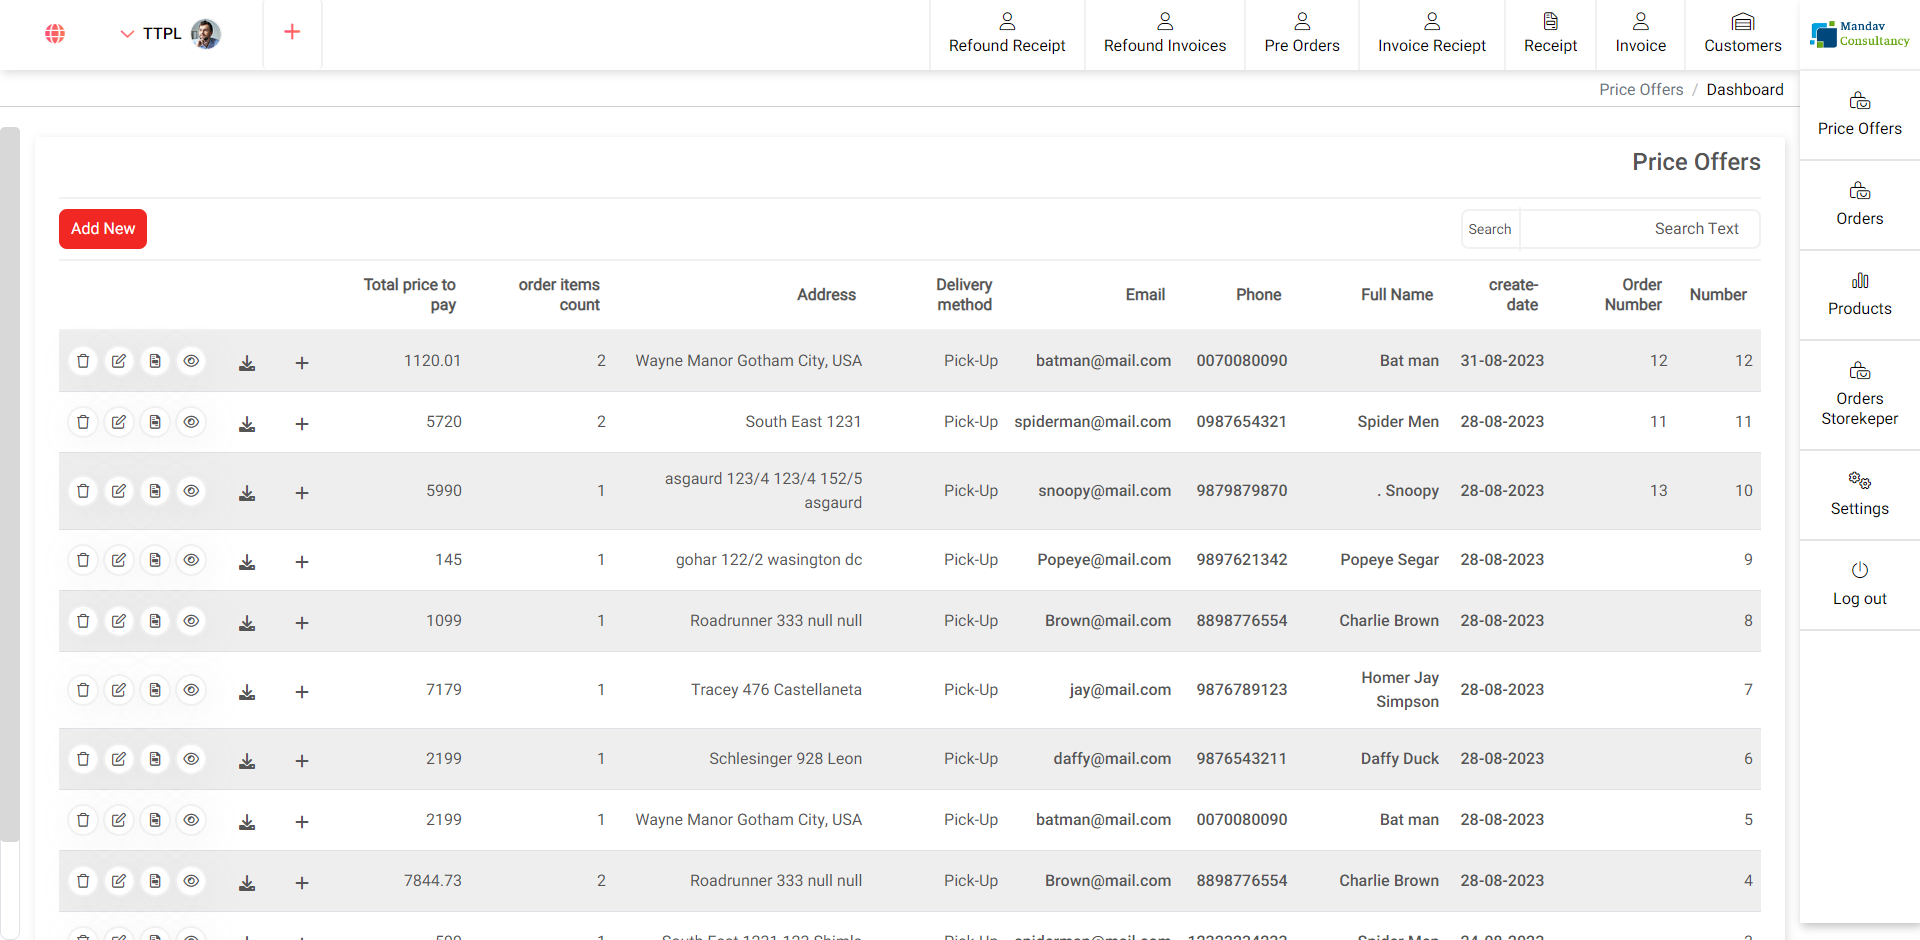 TTPL
Refound Receipt
Refound Invoices
Pre Orders
Invoice Reciept
Receipt
Invoice
Customers
Mandav
Consultancy
Price Offers / Dashboard
Price Offers
Orders
Products
Orders
Storekeper
Settings
Log out
Price Offers
Add New
Search
Search Text
Total price to
pay
order items
count
Address
Delivery
method
Email
Phone
Full Name
create-
date
Order
Number
Number
1120.01 2 Wayne Manor Gotham City, USA Pick-Up batman@mail.com 0070080090 Bat man 31-08-2023 12 12
5720 2 South East 1231 Pick-Up spiderman@mail.com 0987654321 Spider Men 28-08-2023 11 11
5990 1 asgaurd 123/4 123/4 152/5
asgaurd
Pick-Up snoopy@mail.com 9879879870 . Snoopy 28-08-2023 13 10
145 1 gohar 122/2 wasington dc Pick-Up Popeye@mail.com 9897621342 Popeye Segar 28-08-2023 9
1099 1 Roadrunner 333 null null Pick-Up Brown@mail.com 8898776554 Charlie Brown 28-08-2023 8
7179 1 Tracey 476 Castellaneta Pick-Up jay@mail.com 9876789123 Homer Jay
Simpson
28-08-2023 7
2199 1 Schlesinger 928 Leon Pick-Up daffy@mail.com 9876543211 Daffy Duck 28-08-2023 6
2199 1 Wayne Manor Gotham City, USA Pick-Up batman@mail.com 0070080090 Bat man 28-08-2023 5
7844.73 2 Roadrunner 333 null null Pick-Up Brown@mail.com 8898776554 Charlie Brown 28-08-2023 4